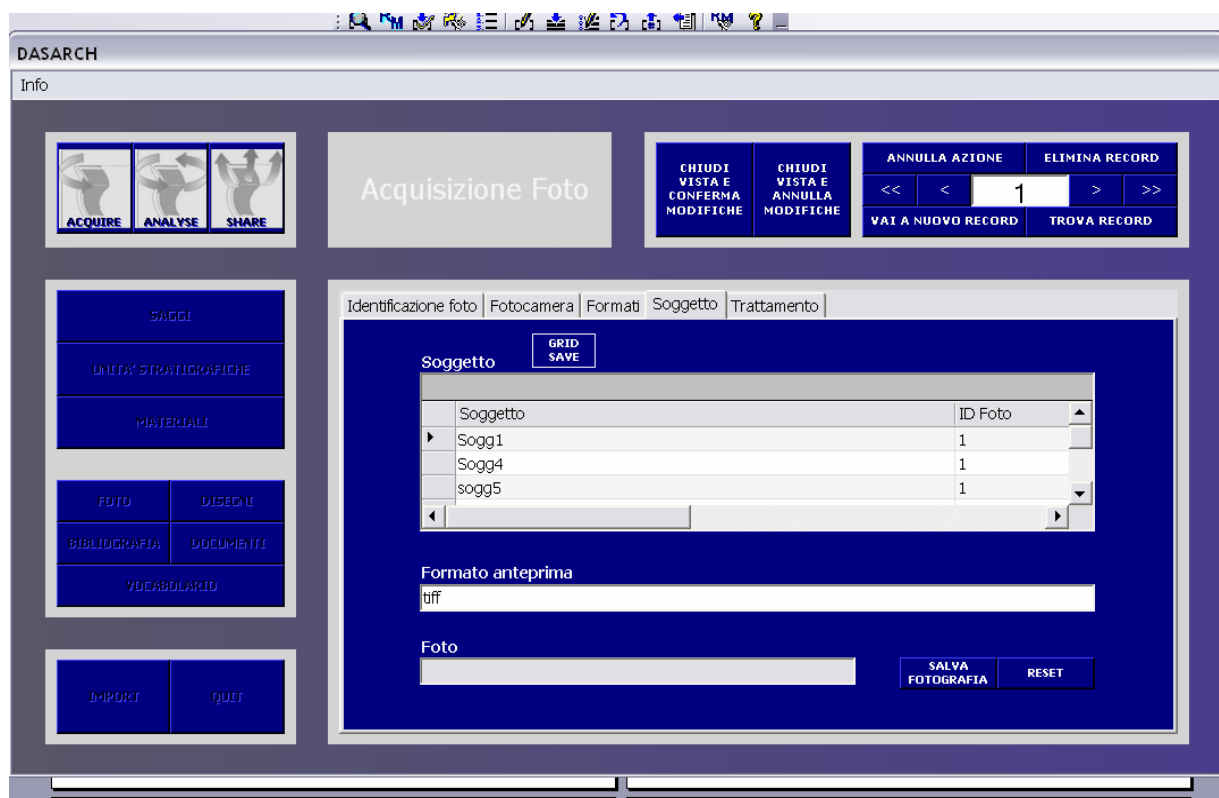 DASARCH
Info
ACQUIRE ANALYSE SHARE
Acquisizione Foto
CHIUDI
VISTA E
CONFERMA
MODIFICHE
CHIUDI
VISTA E
ANNULLA
MODIFICHE
ANNULLA AZIONE ELIMINA RECORD
<< < 1 > >>
VAI A NUOVO RECORD TROVA RECORD
SAGGI
UNITA' STRATIGRAFICHE
MATERIALI
FOTO DISEGNI
BIBLIOGRAFIA DOCUMENTI
VOCABOLARIO
IMPORT QUIT
Identificazione foto Fotocamera Formati Soggetto Trattamento
Soggetto
GRID
SAVE
Soggetto ID Foto
Sogg1 1
Sogg4 1
sogg5 1
Formato anteprima
tiff
Foto
SALVA
FOTOGRAFIA
RESET